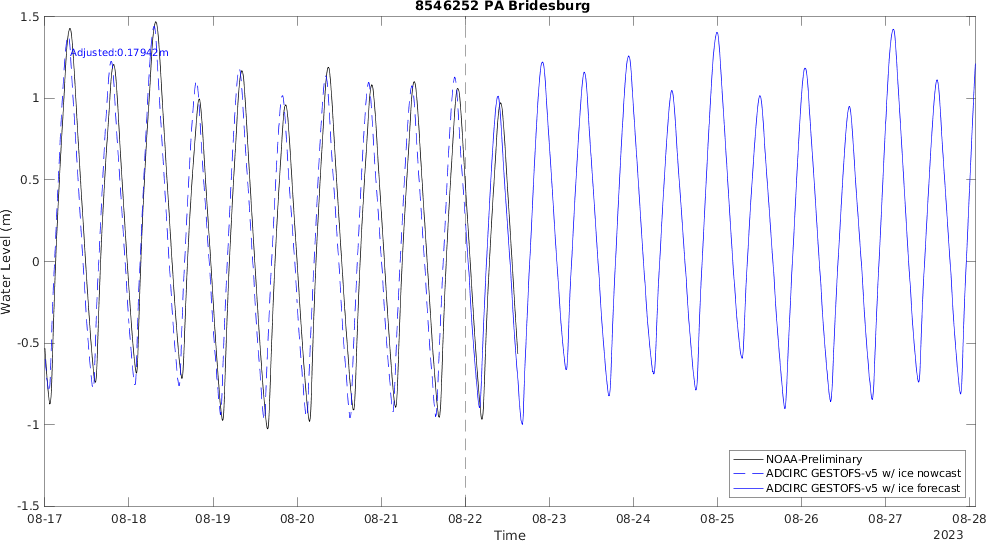 8546252 PA Bridesburg
Adjusted:0.17942m
1.5
1
0.5
0
-0.5
-1
-1.5
Water Level (m)
NOAA-Preliminary
ADCIRC GESTOFS-v5 w/ ice nowcast
ADCIRC GESTOFS-v5 w/ ice forecast
08-17 08-18 08-19 08-20 08-21 08-22 08-23 08-24 08-25 08-26 08-27 08-28
Time
2023